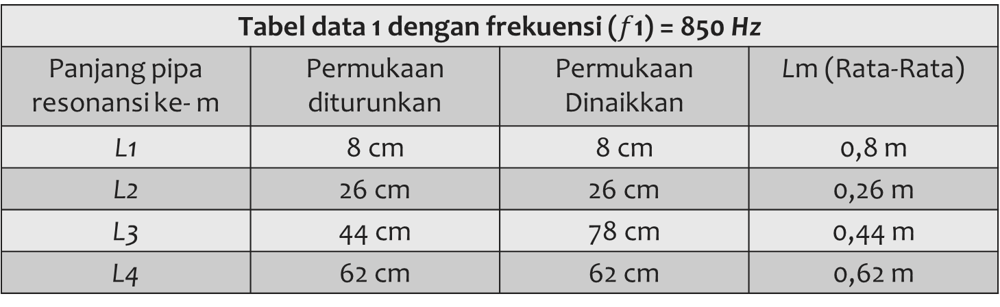 Tabel data 1 dengan frekuensi (f1) = 850 Hz
Panjang pipa resonansi ke- m Permukaan diturunkan Permukaan Dinaikkan Lm (Rata-Rata)
L1 8 cm 8 cm 0,8 m
L2 26 cm 26 cm 0,26 m
L3 44 cm 78 cm 0,44 m
L4 62 cm 62 cm 0,62 m